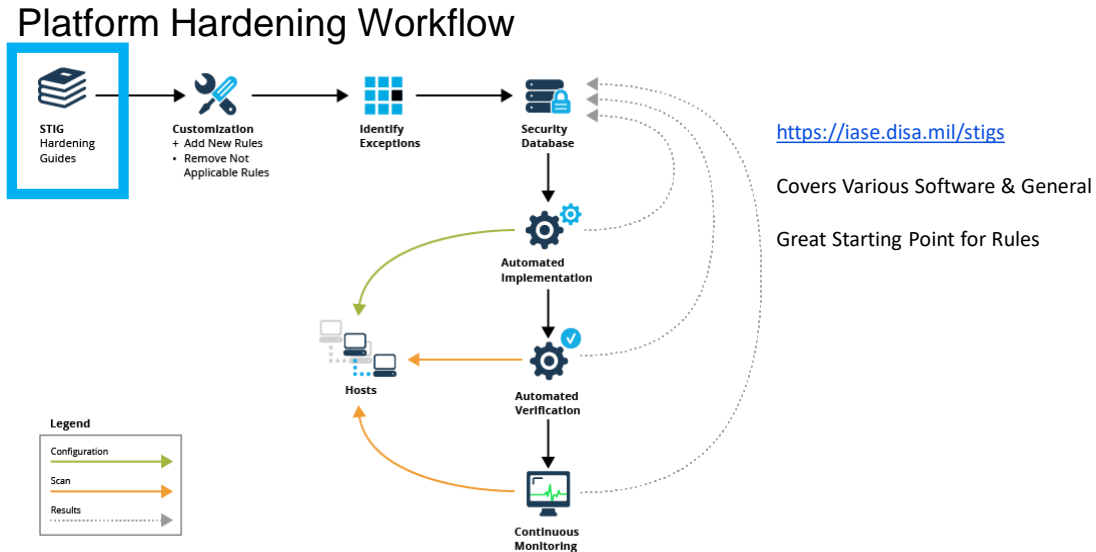 Platform Hardening Workflow
STIG
Hardening
Guides
Customization
+ Add New Rules
• Remove Not
Applicable Rules
Identify
Exceptions
Security
Database
https://iase.disa.mil/stigs
Covers Various Software & General
Great Starting Point for Rules
Automated
Implementation
Hosts
Automated
Verification
Continuous
Monitoring
Legend
Configuration
Scan
Results